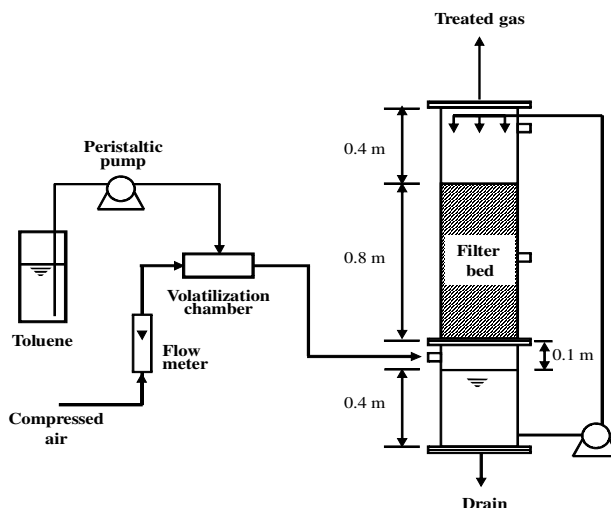 Treated gas
0.4 m
Peristaltic
pump
0.8 m
Filter
bed
Volatilization
chamber
Toluene
Flow
meter
0.1 m
0.4 m
Compressed
air
Drain